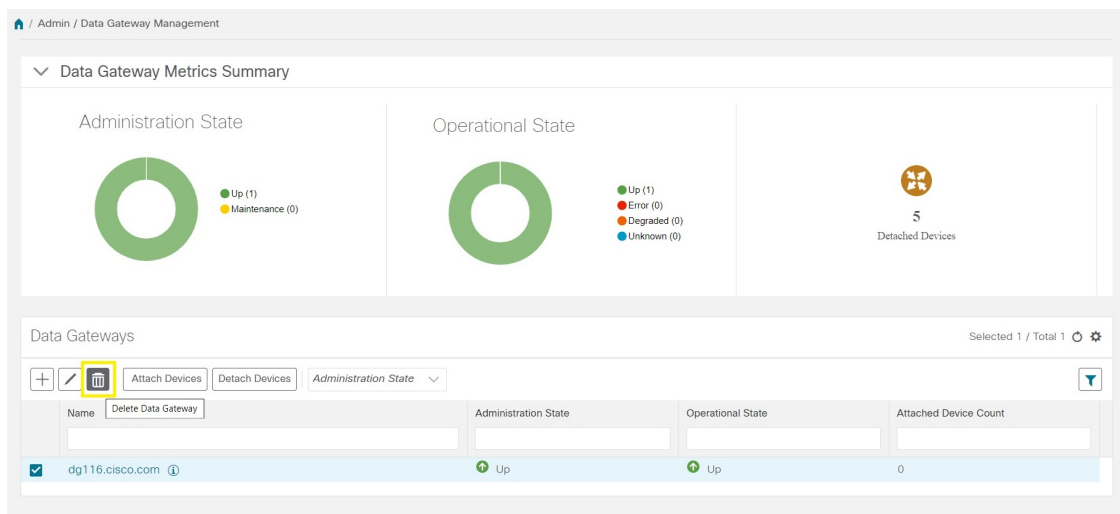 / Admin / Data Gateway Management
Data Gateway Metrics Summary
Administration State
Up (1)
Maintenance (0)
Operational State
Up (1)
Error (0)
Degraded (0)
Unknown (0)
5
Detached Devices
Data Gateways
Selected 1 / Total 1
Attach Devices
Detach Devices
Administration State
Delete Data Gateway
Name
Administration State
Operational State
Attached Device Count
dg116.cisco.com
Up
Up
0